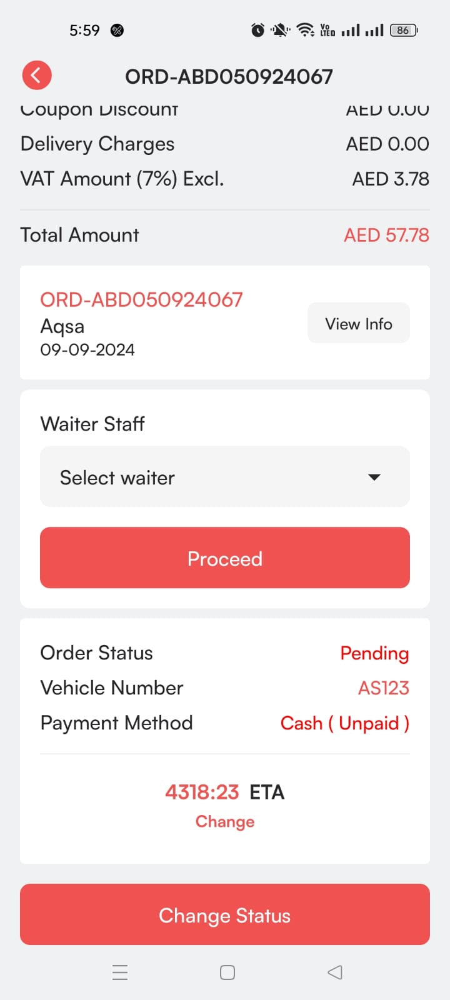 5:59
Vo LTED 86
ORD-ABD050924067
Coupon Discount AED 0.00
Delivery Charges AED 0.00
VAT Amount (7%) Excl. AED 3.78
Total Amount AED 57.78
ORD-ABD050924067
Aqsa
09-09-2024
View Info
Waiter Staff
Select waiter
Proceed
Order Status Pending
Vehicle Number AS123
Payment Method Cash ( Unpaid )
4318:23 ETA
Change
Change Status